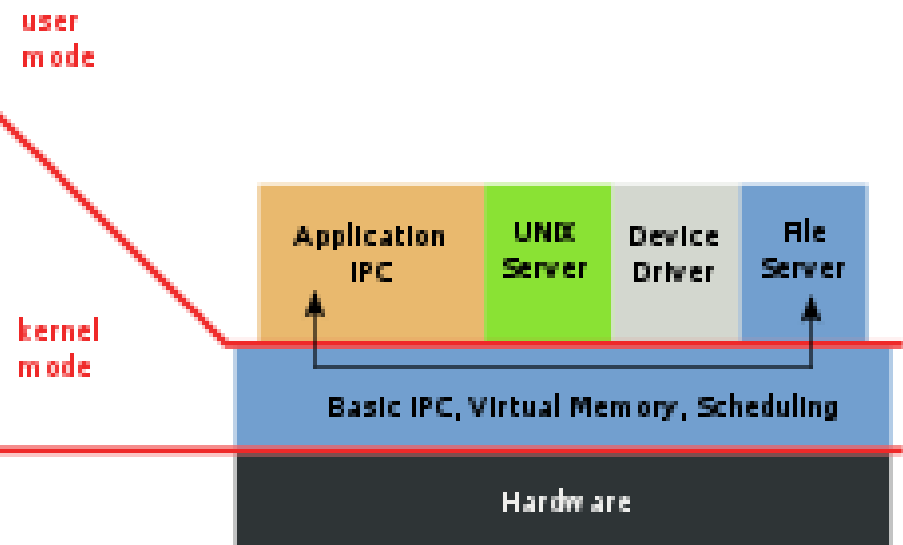 user
mode
Application
IPC
UNIX
Server
Device
Driver
File
Server
kernel
mode
Basic IPC, Virtual Memory, Scheduling
Hardware